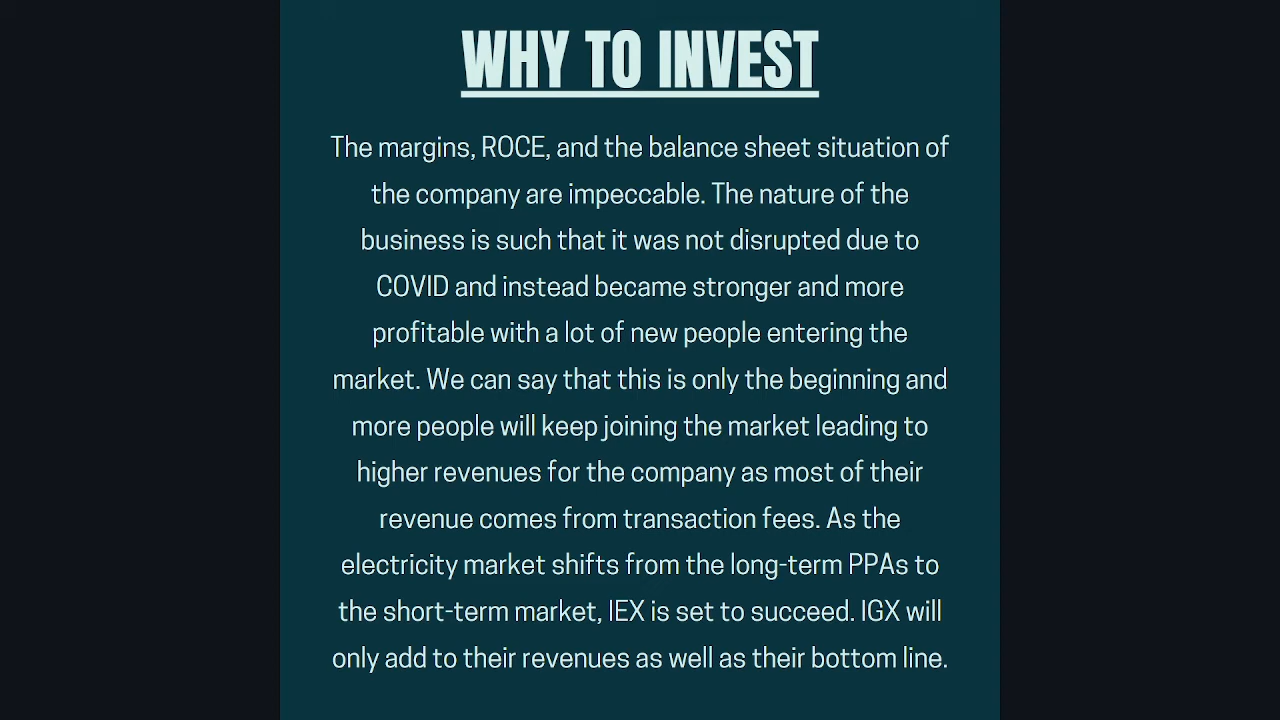 WHY TO INVEST
The margins, ROCE, and the balance sheet situation of
the company are impeccable. The nature of the
business is such that it was not disrupted due to
COVID and instead became stronger and more
profitable with a lot of new people entering the
market. We can say that this is only the beginning and
more people will keep joining the market leading to
higher revenues for the company as most of their
revenue comes from transaction fees. As the
electricity market shifts from the long-term PPAs to
the short-term market, IEX is set to succeed. IGX will
only add to their revenues as well as their bottom line.